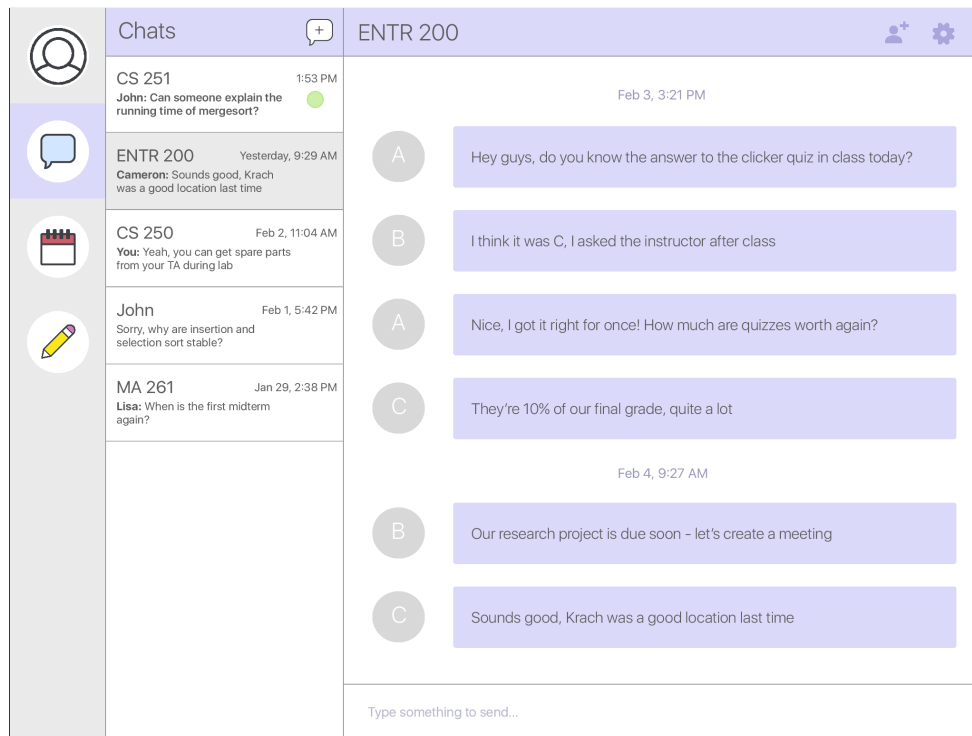 Chats
+
CS 251
1:53 PM
John: Can someone explain the
running time of mergesort?
ENTR 200
Yesterday, 9:29 AM
Cameron: Sounds good, Krach
was a good location last time
CS 250
Feb 2, 11:04 AM
You: Yeah, you can get spare parts
from your TA during lab
John
Feb 1, 5:42 PM
Sorry, why are insertion and
selection sort stable?
MA 261
Jan 29, 2:38 PM
Lisa: When is the first midterm
again?
ENTR 200
Feb 3, 3:21 PM
A
Hey guys, do you know the answer to the clicker quiz in class today?
B
I think it was C, I asked the instructor after class
A
Nice, I got it right for once! How much are quizzes worth again?
C
They’re 10% of our final grade, quite a lot
Feb 4, 9:27 AM
B
Our research project is due soon - let’s create a meeting
C
Sounds good, Krach was a good location last time
Type something to send...